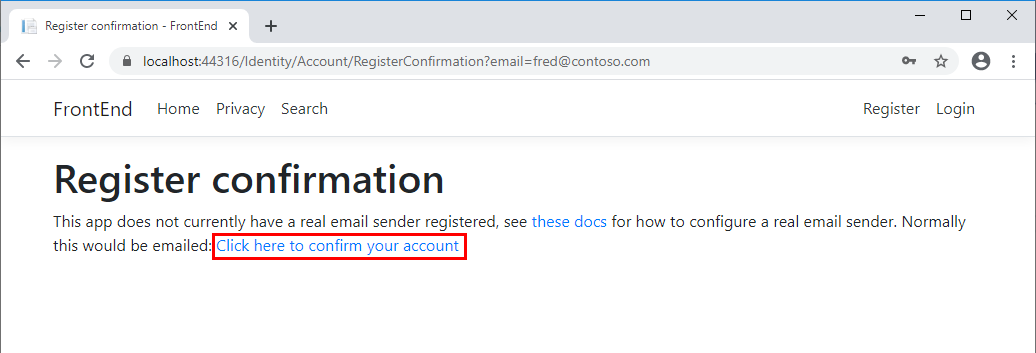 Register confirmation - FrontEnd
localhost:44316/Identity/Account/RegisterConfirmation?email=fred@contoso.com
FrontEnd Home Privacy Search Register Login
Register confirmation
This app does not currently have a real email sender registered, see these docs for how to configure a real email sender. Normally
this would be emailed: Click here to confirm your account